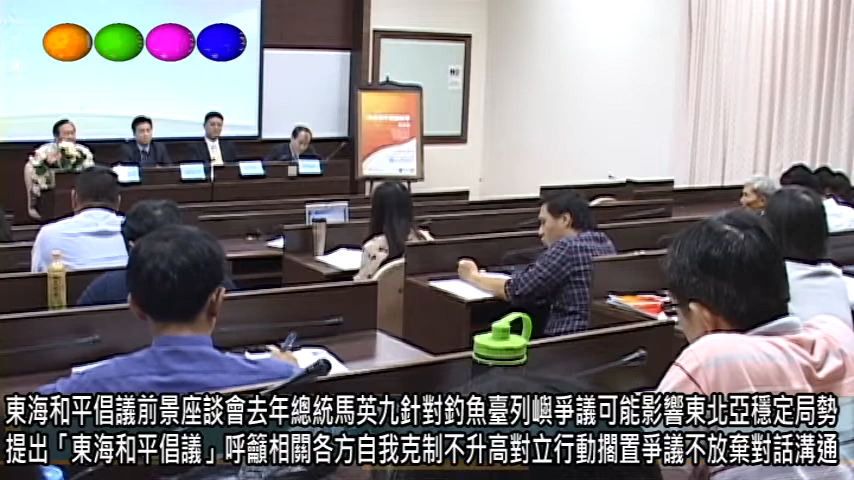 東海和平倡議前景座談會去年總統馬英九針對釣魚臺列嶼爭議可能影響東北亞穩定局勢
提出「東海和平倡議」呼籲相關各方自我克制不升高對立行動擱置爭議不放棄對話溝通